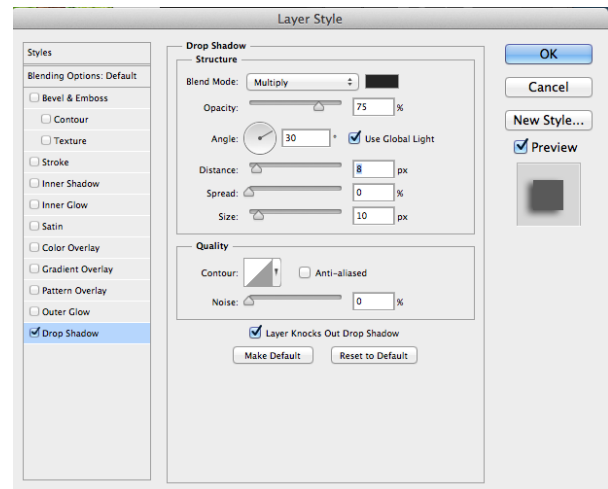 Layer Style
Styles
Blending Options: Default
Bevel & Emboss
Contour
Texture
Stroke
Inner Shadow
Inner Glow
Satin
Color Overlay
Gradient Overlay
Pattern Overlay
Outer Glow
Drop Shadow
Drop Shadow
Structure
Blend Mode: Multiply
Opacity: 75 %
Angle: 30 ° Use Global Light
Distance: 8 px
Spread: 0 %
Size: 10 px
Quality
Contour: Anti-aliased
Noise: 0 %
Layer Knocks Out Drop Shadow
Make Default Reset to Default
OK
Cancel
New Style...
Preview